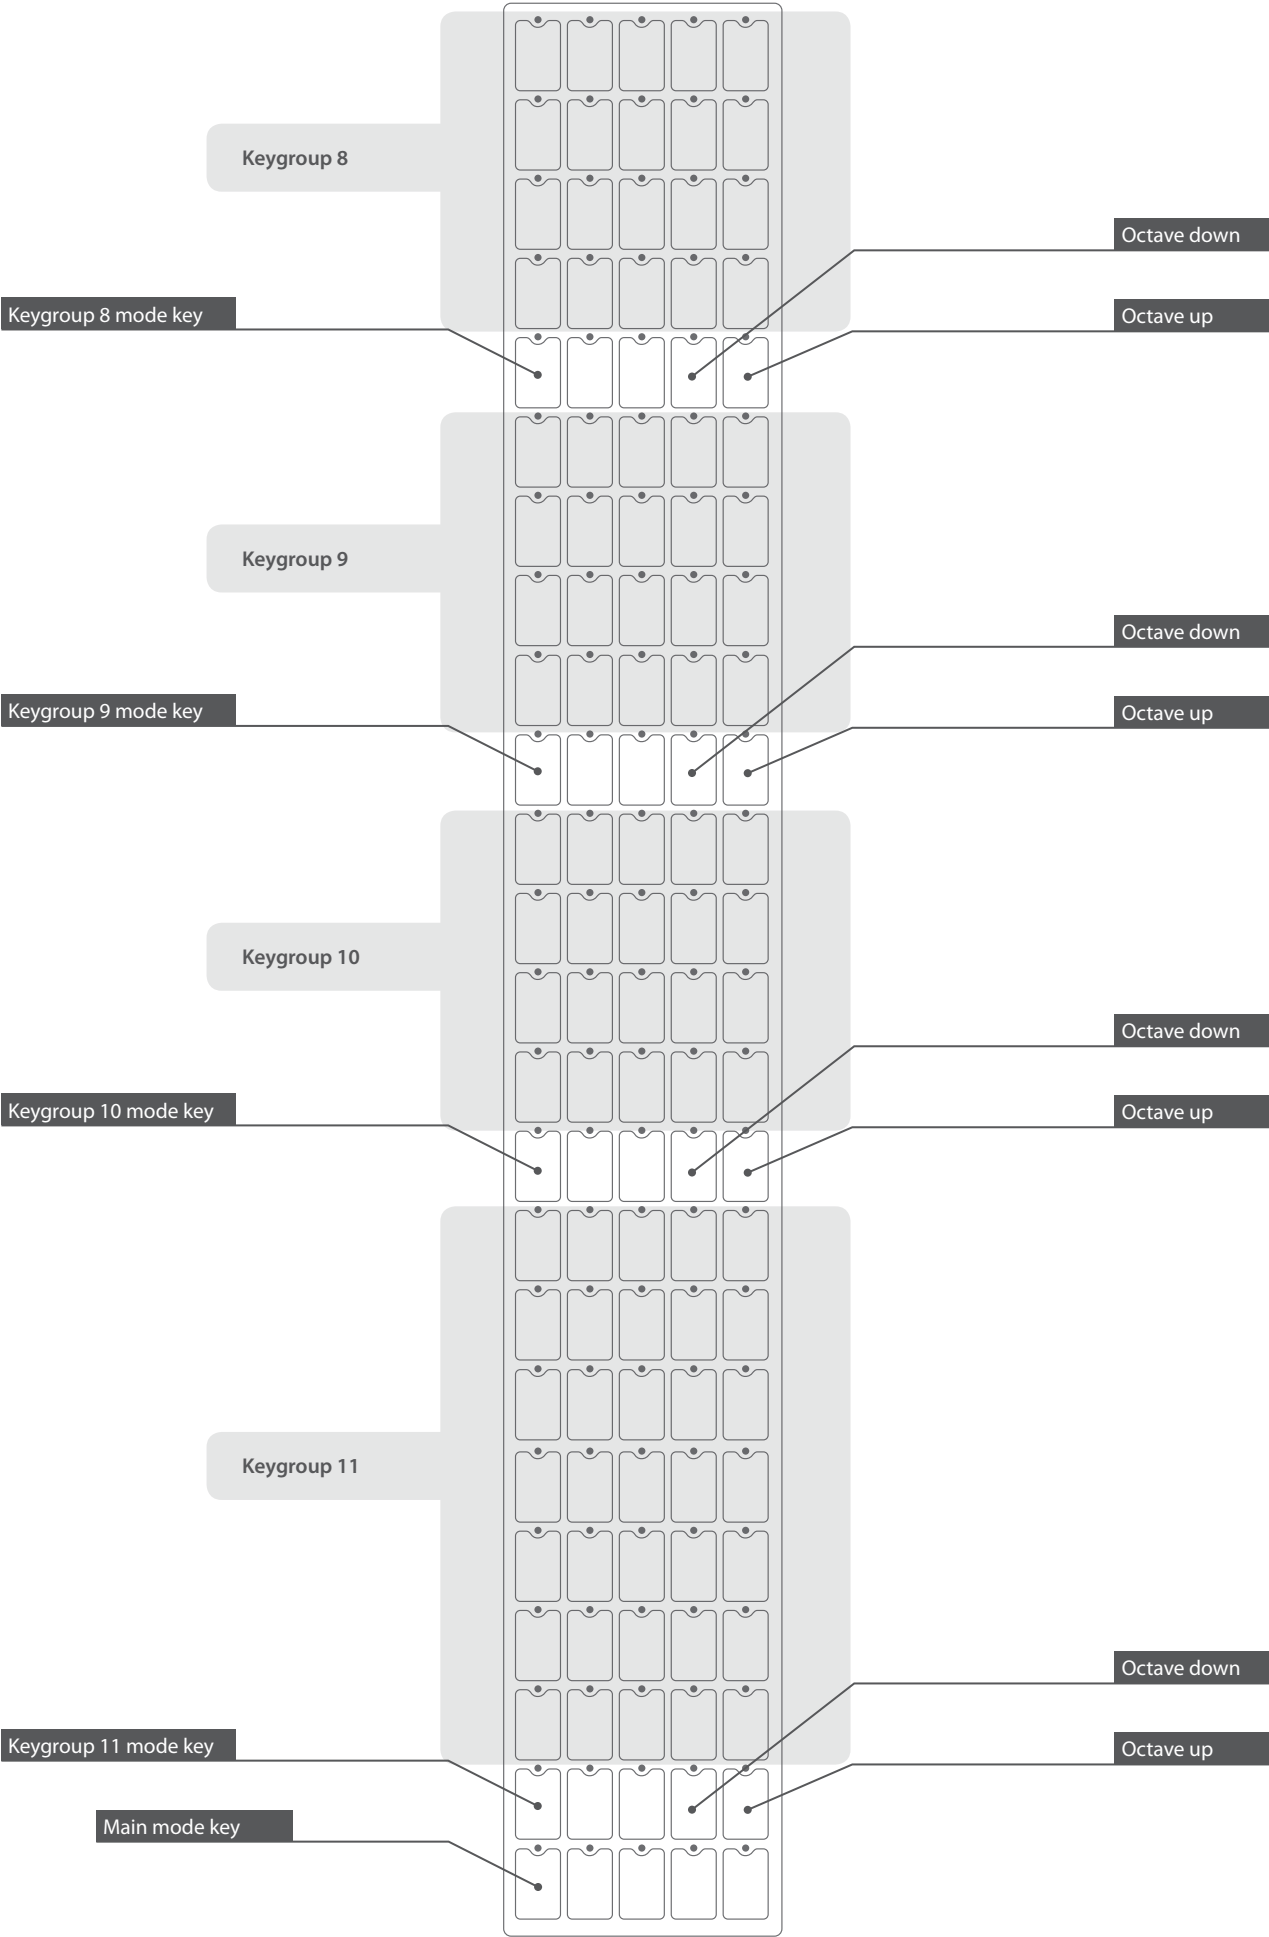 Keygroup 8
Octave down
Keygroup 8 mode key
Octave up
Keygroup 9
Octave down
Keygroup 9 mode key
Octave up
Keygroup 10
Octave down
Keygroup 10 mode key
Octave up
Keygroup 11
Octave down
Keygroup 11 mode key
Octave up
Main mode key